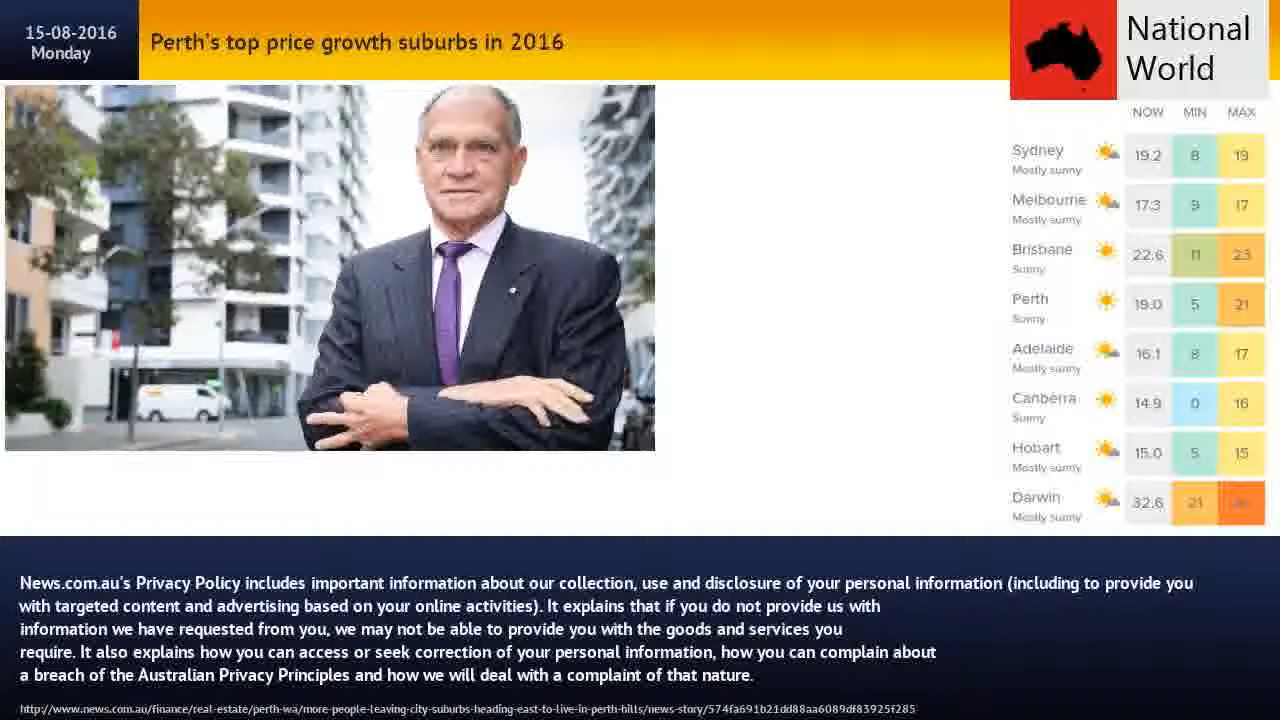 15-08-2016
Monday
Perth's top price growth suburbs in 2016
National
World
NOW MIN MAX
Sydney 19.2 8 19
Mostly sunny
Melbourne 17.3 9 17
Mostly sunny
Brisbane 22.6 11 23
Sunny
Perth 19.0 5 21
Sunny
Adelaide 16.1 8 17
Mostly sunny
Canberra 14.9 0 16
Sunny
Hobart 15.0 5 15
Mostly sunny
Darwin 32.6 21
Mostly sunny
News.com.au's Privacy Policy includes important information about our collection, use and disclosure of your personal information (including to provide you
with targeted content and advertising based on your online activities). It explains that if you do not provide us with
information we have requested from you, we may not be able to provide you with the goods and services you
require. It also explains how you can access or seek correction of your personal information, how you can complain about
a breach of the Australian Privacy Principles and how we will deal with a complaint of that nature.
http://www.news.com.au/finance/real-estate/perth-wa/more-people-leaving-city-suburbs-heading-east-to-live-in-perth-hills/news-story/574fa691b21dd88aa6089df83925f285